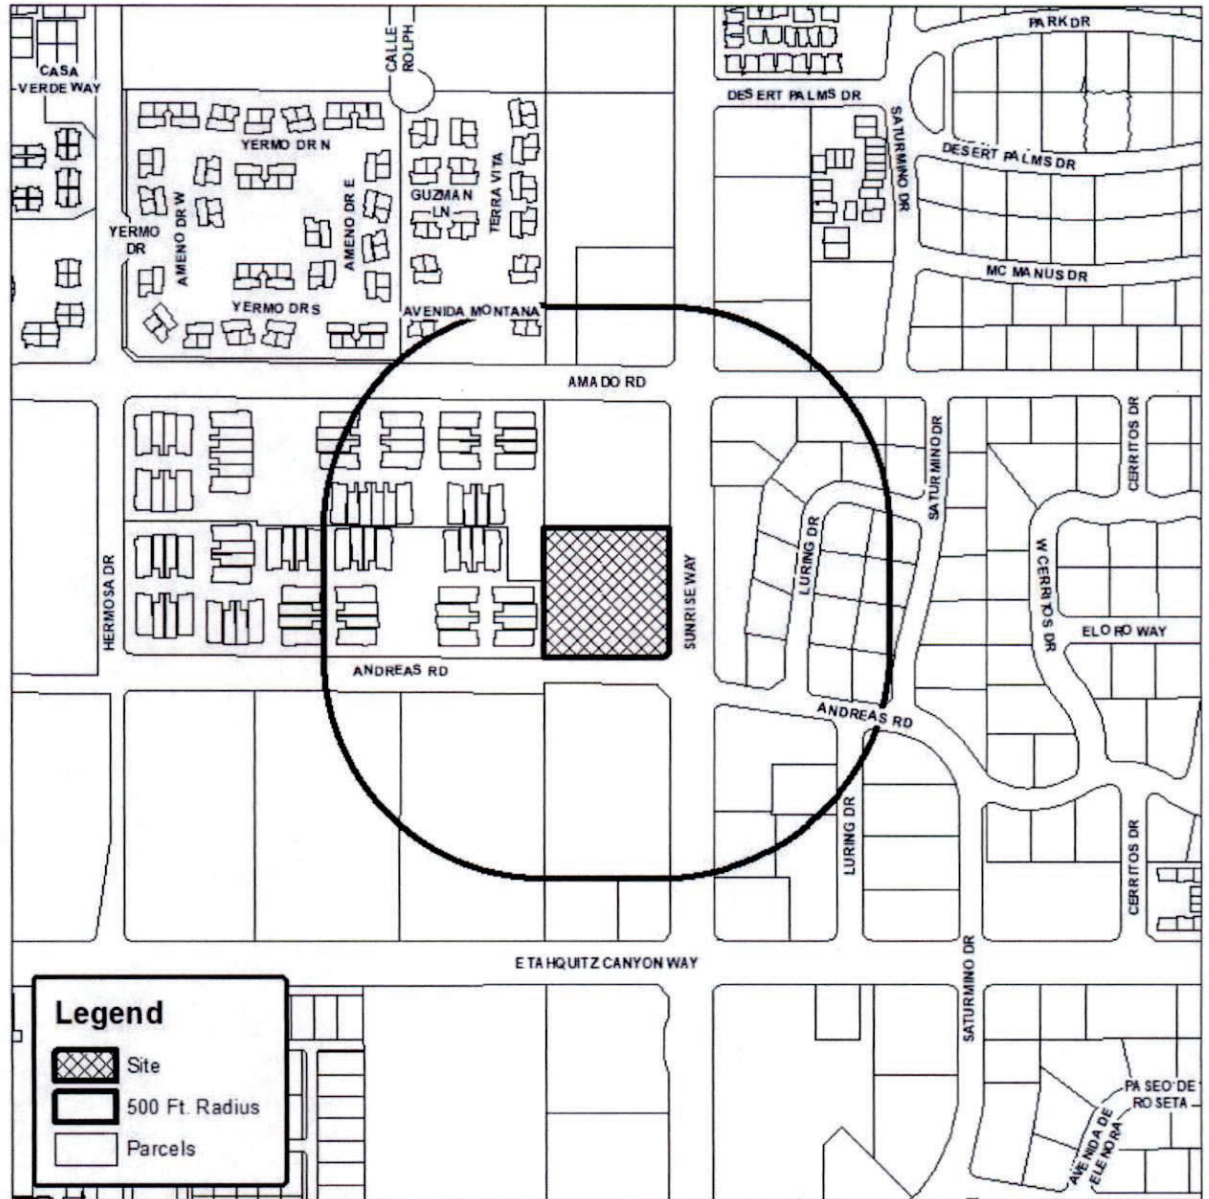 CALLE
ROLPH
PARK DR
CASA
VERDE WAY
DESERT PALMS DR
SATURMINO DR
YERMO DR N
DESERT PALMS DR
GUZMAN
LN
TERRA VITA
AMENO DR W
AMENO DR E
YERMO
DR
MC MANUS DR
YERMO DR S
AVENIDA MONTANA
AMADO RD
SATURMINO DR
CERRITOS DR
LURING DR
HERMOSA DR
SUNRISE WAY
W CERRITOS DR
EL ORO WAY
ANDREAS RD
ANDREAS RD
LURING DR
CERRITOS DR
E TAHQUITZ CANYON WAY
SATURMINO DR
Legend
Site
500 Ft. Radius
Parcels
PASEO DE
ROSETA
AVENIDA DE
ELENORA